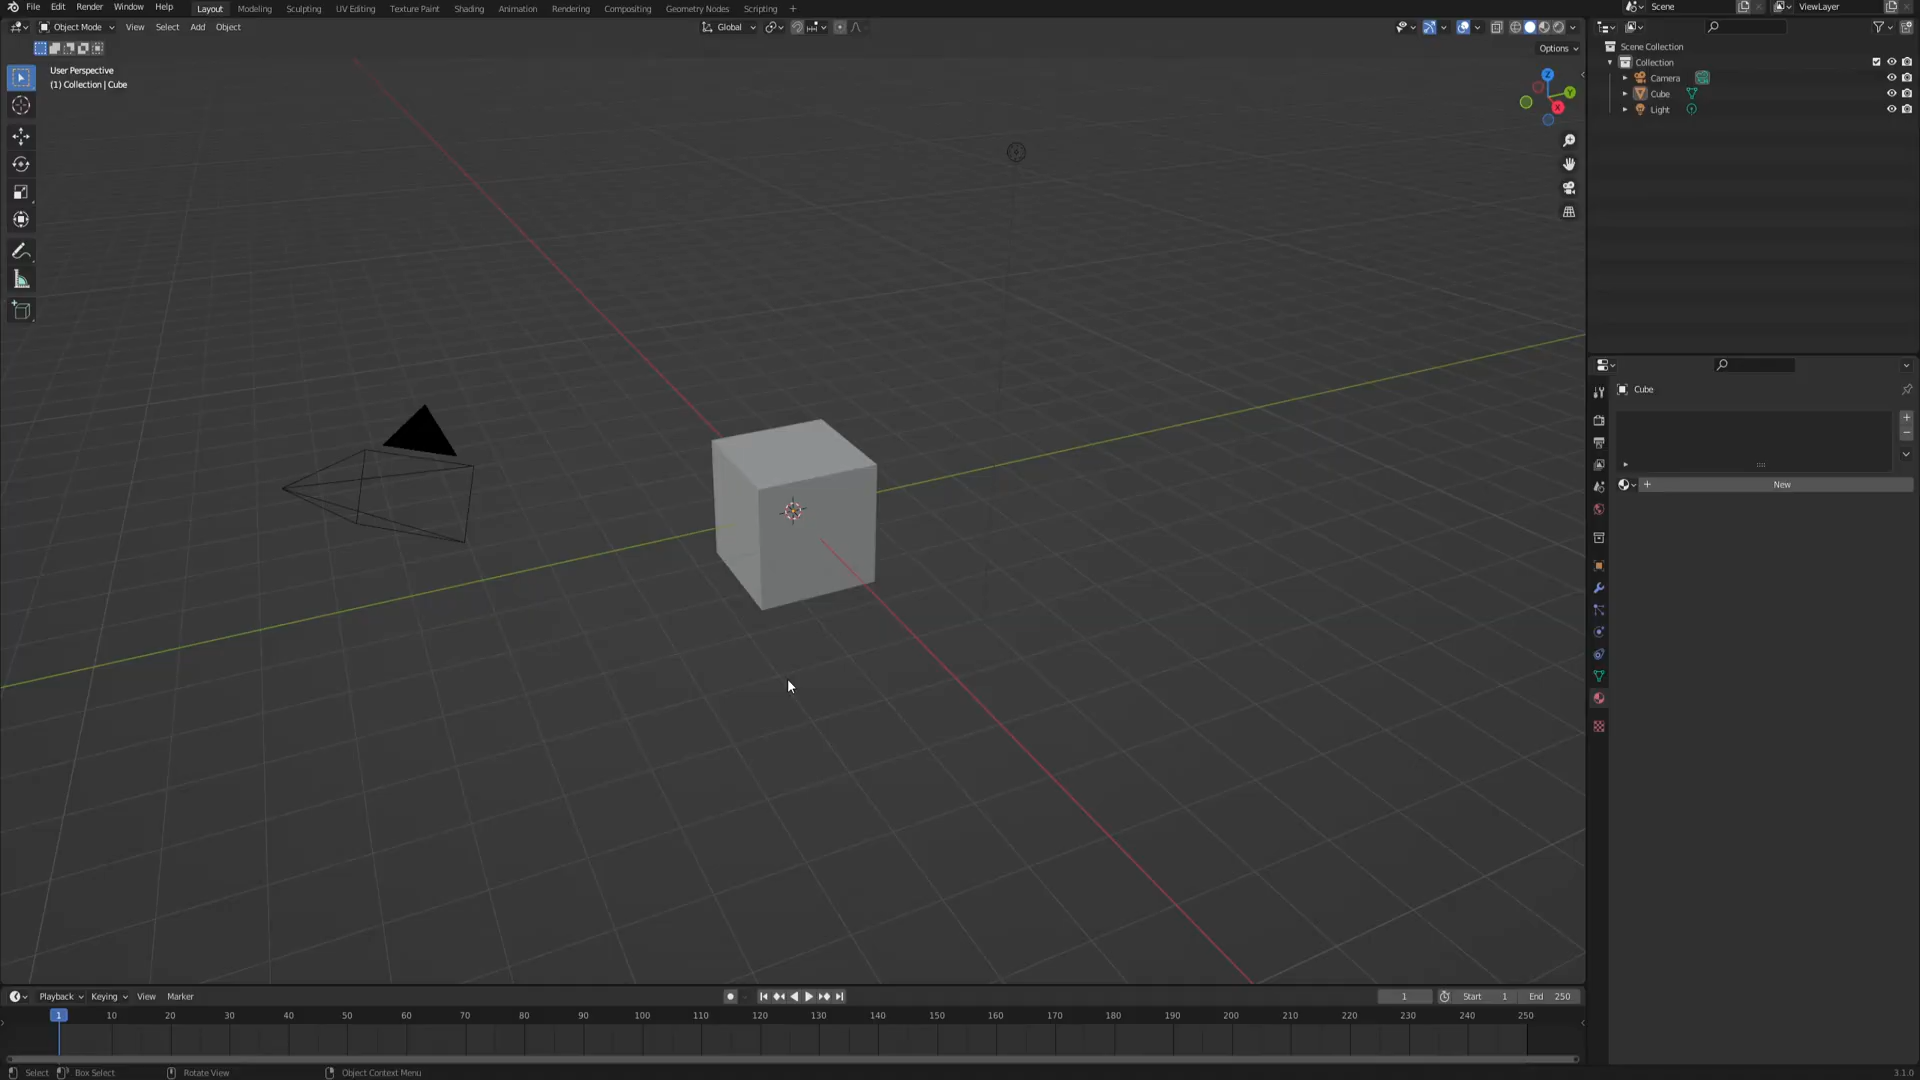 File Edit Render Window Help Layout Modeling Sculpting UV Editing Texture Paint Shading Animation Rendering Compositing Geometry Nodes Scripting + Scene ViewLayer
Object Mode View Select Add Object Global
Options
User Perspective
(1) Collection | Cube
Z
Y
X
Scene Collection
Collection
Camera
Cube
Light
Cube
+ New
Playback Keying View Marker 1 Start 1 End 250
1 10 20 30 40 50 60 70 80 90 100 110 120 130 140 150 160 170 180 190 200 210 220 230 240 250
Select Box Select Rotate View Object Context Menu 3.1.0